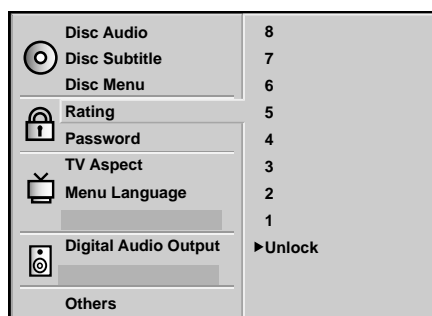 Disc Audio
Disc Subtitle
Disc Menu
Rating
Password
TV Aspect
Menu Language
Digital Audio Output
Others
8
7
6
5
4
3
2
1
Unlock